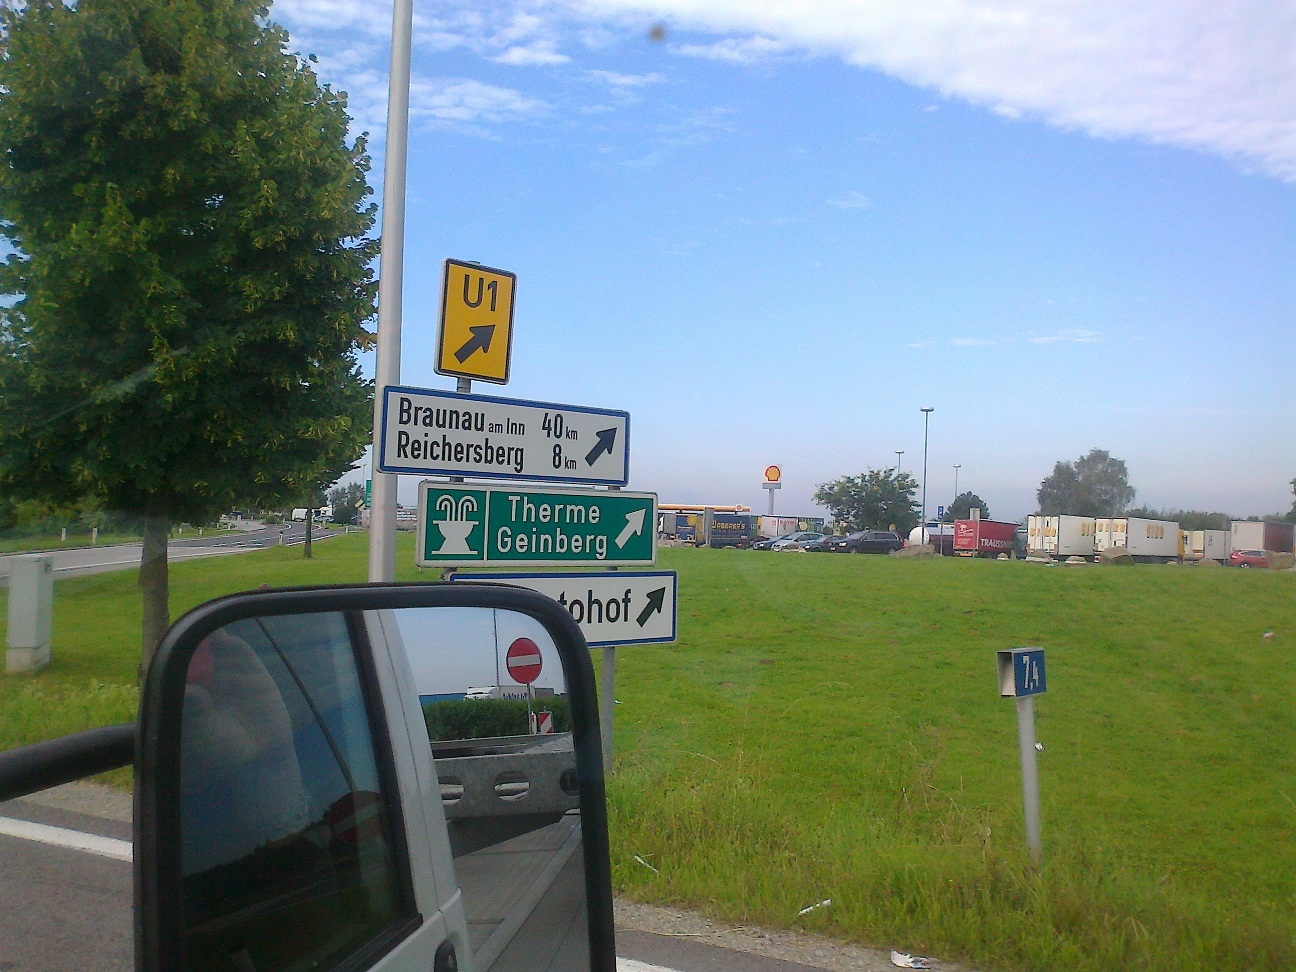 U1
Braunau am Inn 40 km
Reichersberg 8 km
Therme
Geinberg
7,4